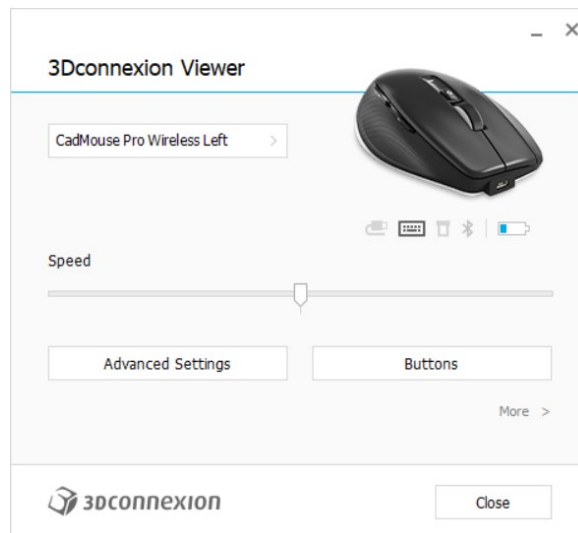 3Dconnexion Viewer
CadMouse Pro Wireless Left >
Speed
Advanced Settings
Buttons
More >
3Dconnexion
Close